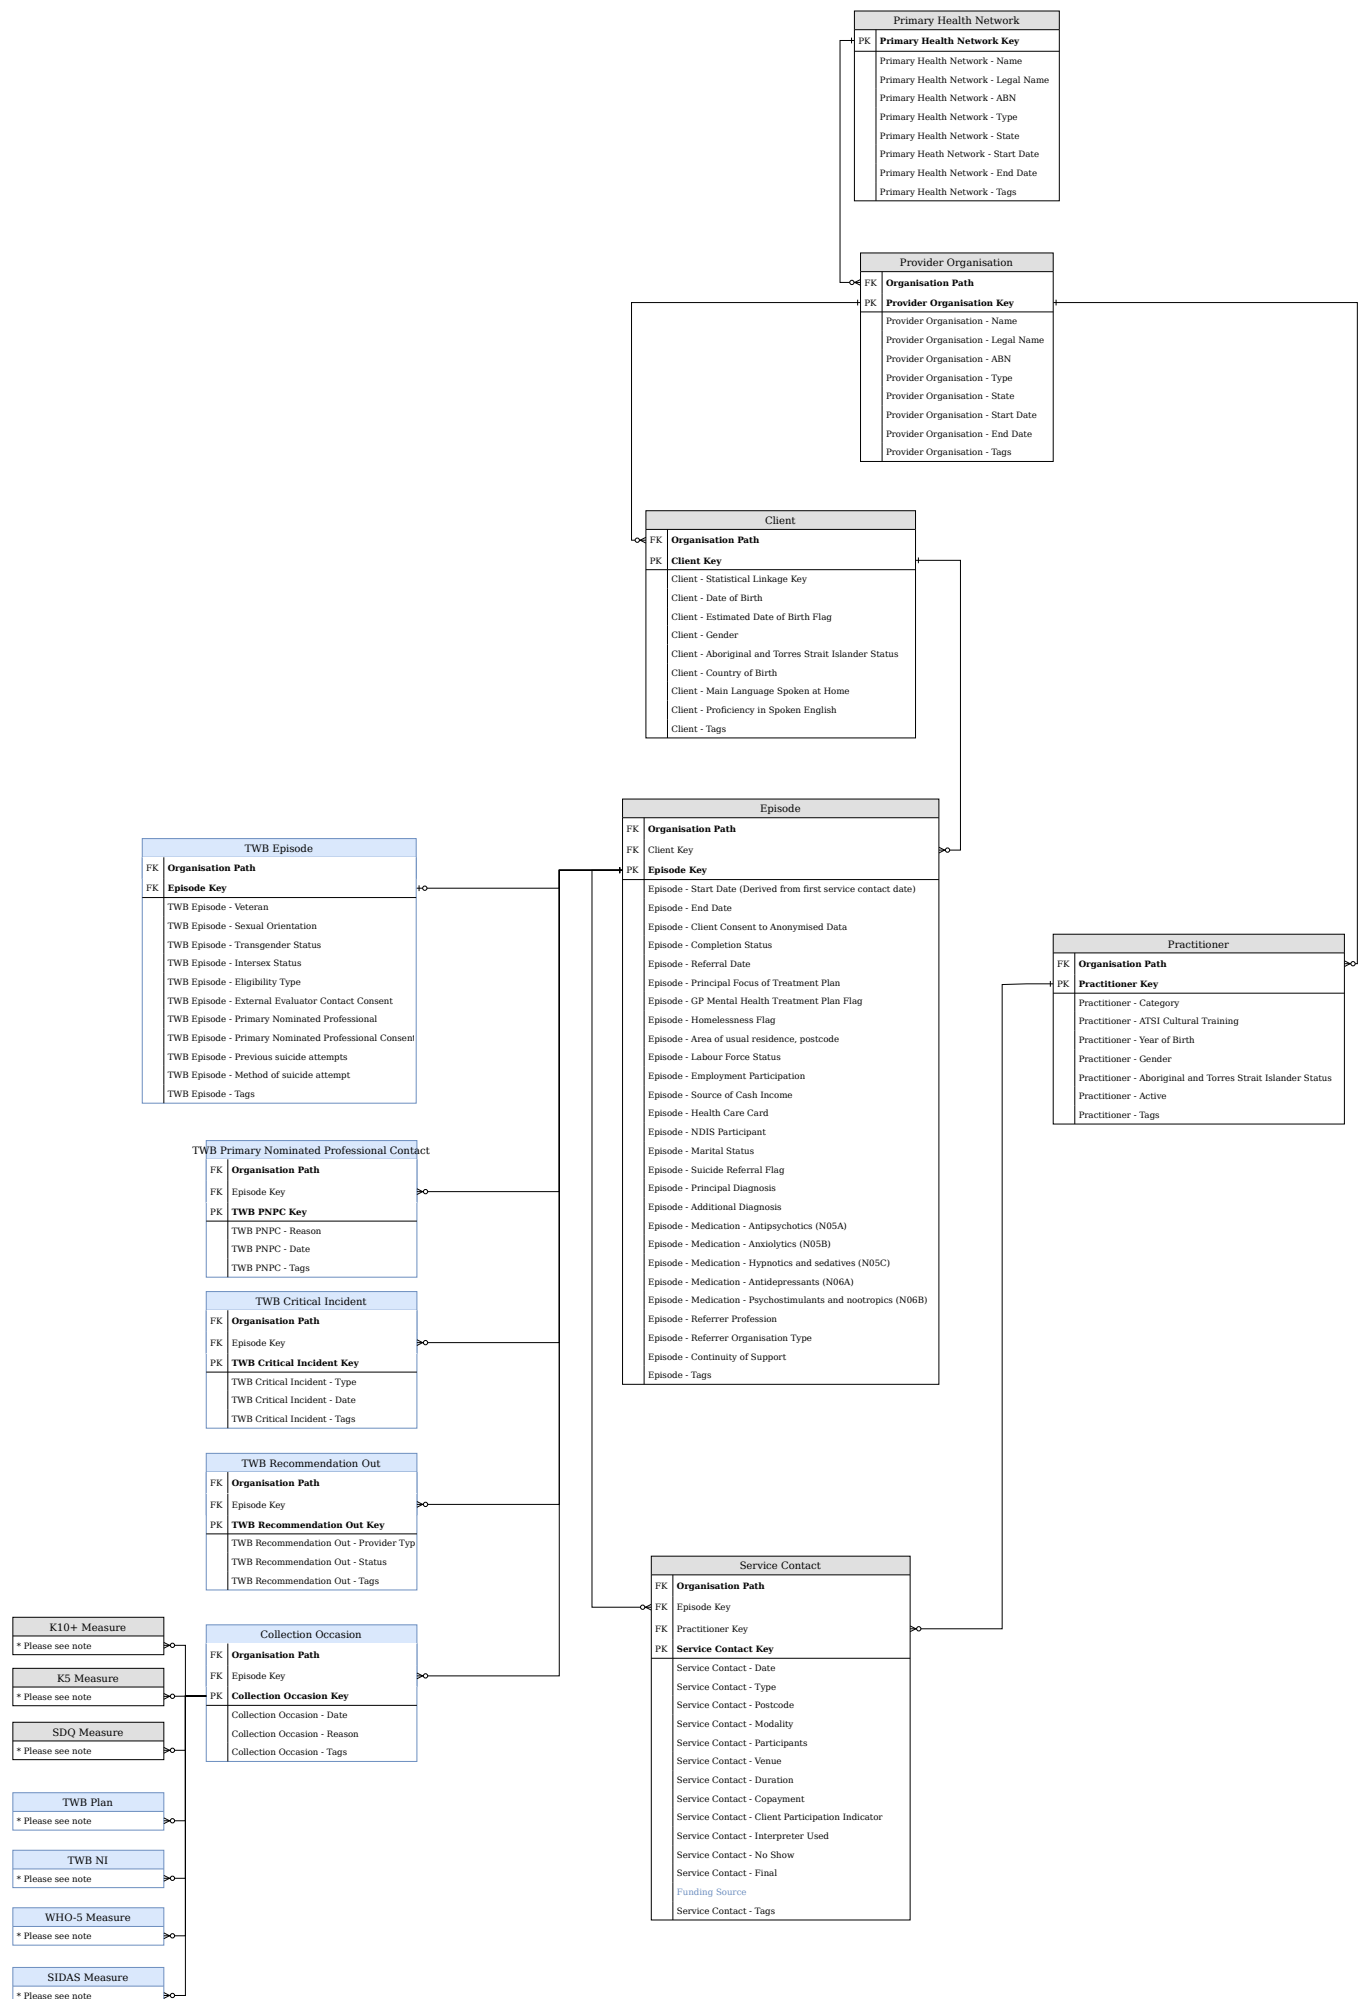 Primary Health Network
PK Primary Health Network Key
Primary Health Network - Name
Primary Health Network - Legal Name
Primary Health Network - ABN
Primary Health Network - Type
Primary Health Network - State
Primary Heath Network - Start Date
Primary Health Network - End Date
Primary Health Network - Tags
Provider Organisation
FK Organisation Path
PK Provider Organisation Key
Provider Organisation - Name
Provider Organisation - Legal Name
Provider Organisation - ABN
Provider Organisation - Type
Provider Organisation - State
Provider Organisation - Start Date
Provider Organisation - End Date
Provider Organisation - Tags
Client
FK Organisation Path
PK Client Key
Client - Statistical Linkage Key
Client - Date of Birth
Client - Estimated Date of Birth Flag
Client - Gender
Client - Aboriginal and Torres Strait Islander Status
Client - Country of Birth
Client - Main Language Spoken at Home
Client - Proficiency in Spoken English
Client - Tags
Episode
FK Organisation Path
FK Client Key
PK Episode Key
Episode - Start Date (Derived from first service contact date)
Episode - End Date
Episode - Client Consent to Anonymised Data
Episode - Completion Status
Episode - Referral Date
Episode - Principal Focus of Treatment Plan
Episode - GP Mental Health Treatment Plan Flag
Episode - Homelessness Flag
Episode - Area of usual residence, postcode
Episode - Labour Force Status
Episode - Employment Participation
Episode - Source of Cash Income
Episode - Health Care Card
Episode - NDIS Participant
Episode - Marital Status
Episode - Suicide Referral Flag
Episode - Principal Diagnosis
Episode - Additional Diagnosis
Episode - Medication - Antipsychotics (N05A)
Episode - Medication - Anxiolytics (N05B)
Episode - Medication - Hypnotics and sedatives (N05C)
Episode - Medication - Antidepressants (N06A)
Episode - Medication - Psychostimulants and nootropics (N06B)
Episode - Referrer Profession
Episode - Referrer Organisation Type
Episode - Continuity of Support
Episode - Tags
TWB Episode
FK Organisation Path
FK Episode Key
TWB Episode - Veteran
TWB Episode - Sexual Orientation
TWB Episode - Transgender Status
TWB Episode - Intersex Status
TWB Episode - Eligibility Type
TWB Episode - External Evaluator Contact Consent
TWB Episode - Primary Nominated Professional
TWB Episode - Primary Nominated Professional Consent
TWB Episode - Previous suicide attempts
TWB Episode - Method of suicide attempt
TWB Episode - Tags
Practitioner
FK Organisation Path
PK Practitioner Key
Practitioner - Category
Practitioner - ATSI Cultural Training
Practitioner - Year of Birth
Practitioner - Gender
Practitioner - Aboriginal and Torres Strait Islander Status
Practitioner - Active
Practitioner - Tags
TWB Primary Nominated Professional Contact
FK Organisation Path
FK Episode Key
PK TWB PNPC Key
TWB PNPC - Reason
TWB PNPC - Date
TWB PNPC - Tags
TWB Critical Incident
FK Organisation Path
FK Episode Key
PK TWB Critical Incident Key
TWB Critical Incident - Type
TWB Critical Incident - Date
TWB Critical Incident - Tags
TWB Recommendation Out
FK Organisation Path
FK Episode Key
PK TWB Recommendation Out Key
TWB Recommendation Out - Provider Typ
TWB Recommendation Out - Status
TWB Recommendation Out - Tags
Service Contact
FK Organisation Path
FK Episode Key
FK Practitioner Key
PK Service Contact Key
Service Contact - Date
Service Contact - Type
Service Contact - Postcode
Service Contact - Modality
Service Contact - Participants
Service Contact - Venue
Service Contact - Duration
Service Contact - Copayment
Service Contact - Client Participation Indicator
Service Contact - Interpreter Used
Service Contact - No Show
Service Contact - Final
Funding Source
Service Contact - Tags
Collection Occasion
FK Organisation Path
FK Episode Key
PK Collection Occasion Key
Collection Occasion - Date
Collection Occasion - Reason
Collection Occasion - Tags
K10+ Measure
* Please see note
K5 Measure
* Please see note
SDQ Measure
* Please see note
TWB Plan
* Please see note
TWB NI
* Please see note
WHO-5 Measure
* Please see note
SIDAS Measure
* Please see note